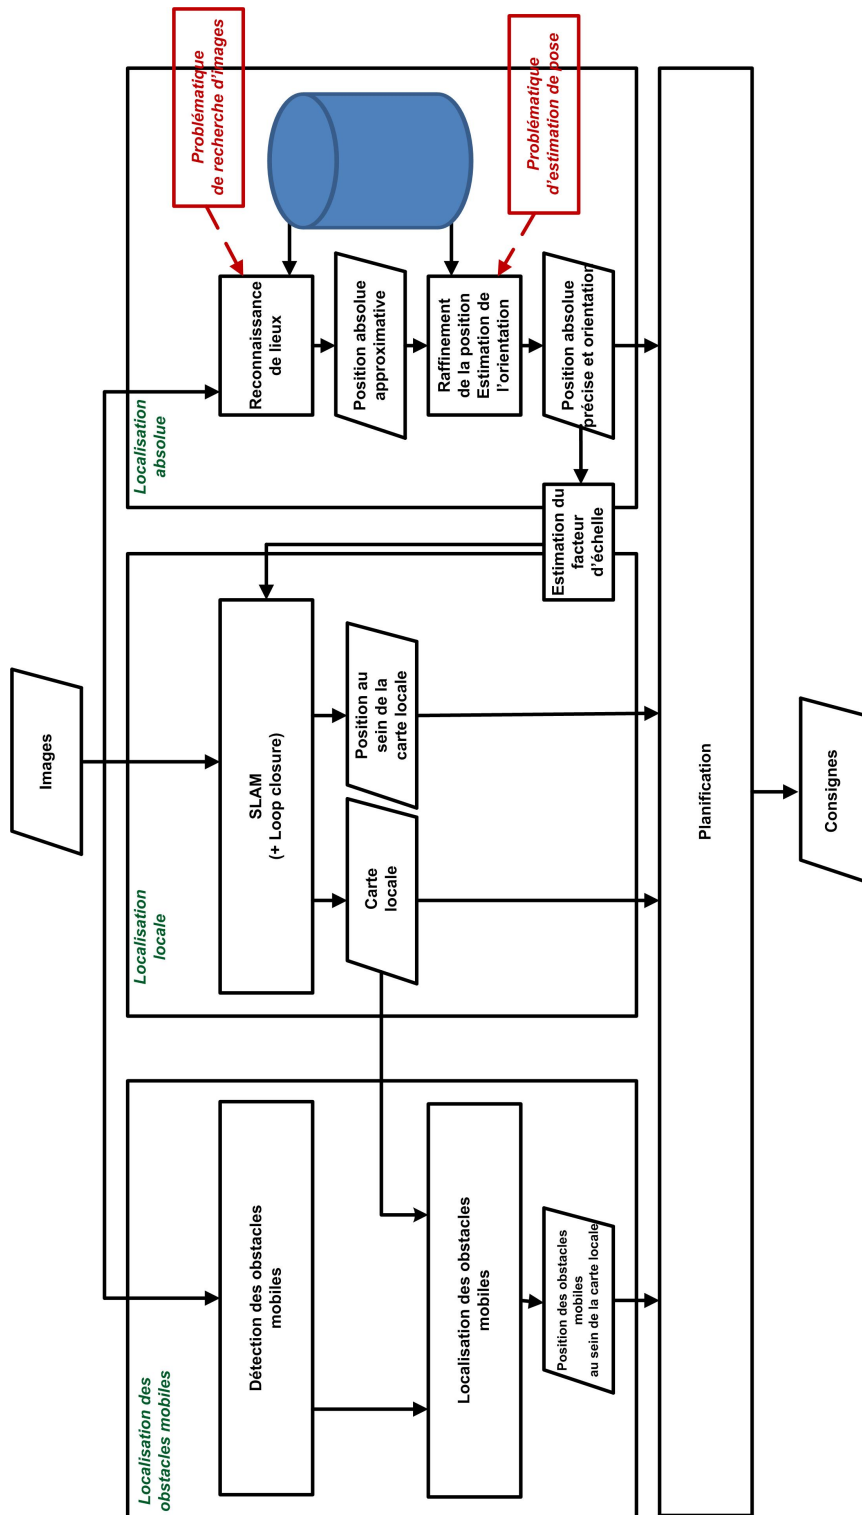 Images
Localisation des
obstacles mobiles
Détection des obstacles
mobiles
Localisation des obstacles
mobiles
Position des obstacles
mobiles
au sein de la carte locale
Localisation
locale
SLAM
(+ Loop closure)
Carte
locale
Position au
sein de la
carte locale
Estimation du
facteur
d'échelle
Localisation
absolue
Reconnaissance
de lieux
Position absolue
approximative
Raffinement
de la position
Estimation de
l'orientation
Position absolue
précise et orientation
Problématique
de recherche d'images
Problématique
d'estimation de pose
Planification
Consignes